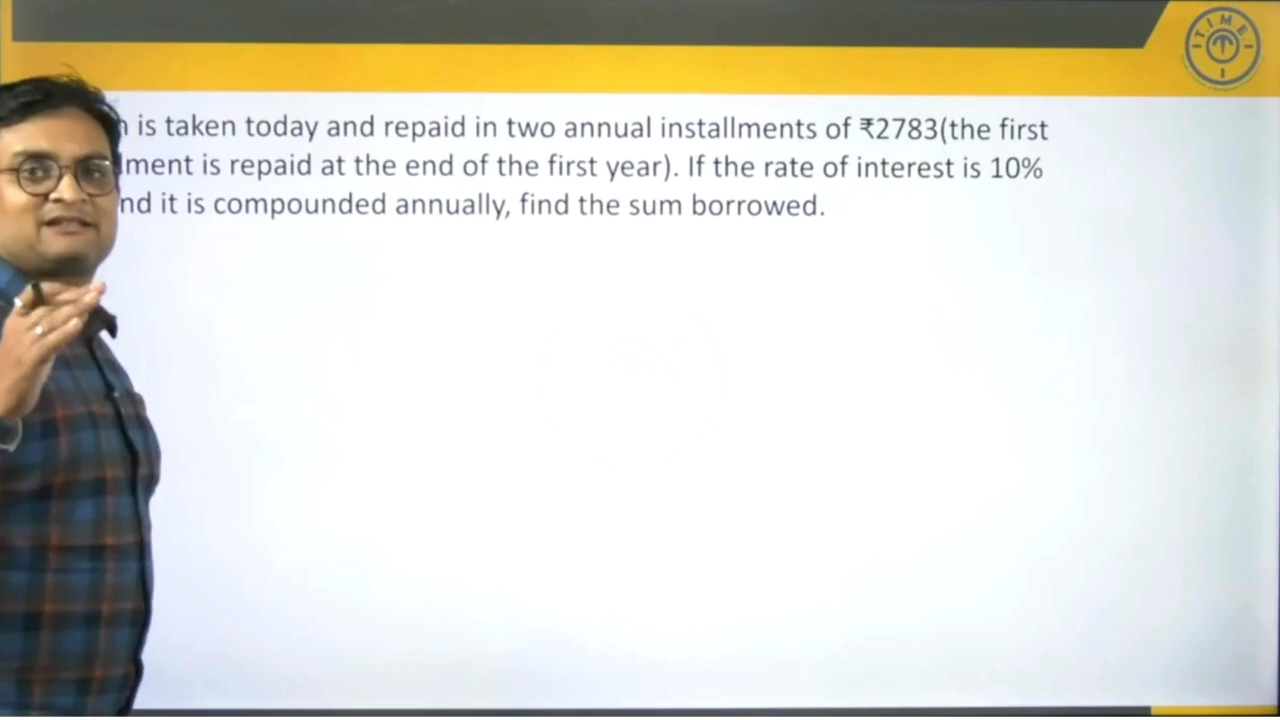 T.I.M.E.
is taken today and repaid in two annual installments of ₹2783(the first
ment is repaid at the end of the first year). If the rate of interest is 10%
nd it is compounded annually, find the sum borrowed.